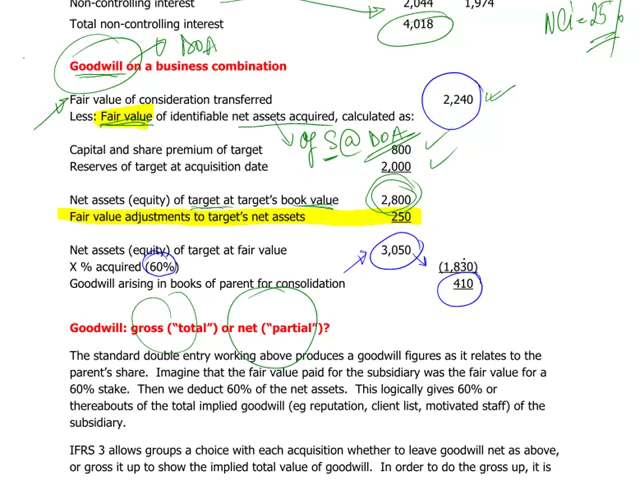 Non-controlling interest 2,044 1,974
Total non-controlling interest 4,018
NCI = 25%
DOA
Goodwill on a business combination
Fair value of consideration transferred 2,240
Less: Fair value of identifiable net assets acquired, calculated as:
of S @ DOA
Capital and share premium of target 800
Reserves of target at acquisition date 2,000
Net assets (equity) of target at target's book value 2,800
Fair value adjustments to target's net assets 250
Net assets (equity) of target at fair value 3,050
X % acquired (60%) (1,830)
Goodwill arising in books of parent for consolidation 410
Goodwill: gross ("total") or net ("partial")?
The standard double entry working above produces a goodwill figures as it relates to the
parent's share.  Imagine that the fair value paid for the subsidiary was the fair value for a
60% stake.  Then we deduct 60% of the net assets.  This logically gives 60% or
thereabouts of the total implied goodwill (eg reputation, client list, motivated staff) of the
subsidiary.
IFRS 3 allows groups a choice with each acquisition whether to leave goodwill net as above,
or gross it up to show the implied total value of goodwill.  In order to do the gross up, it is